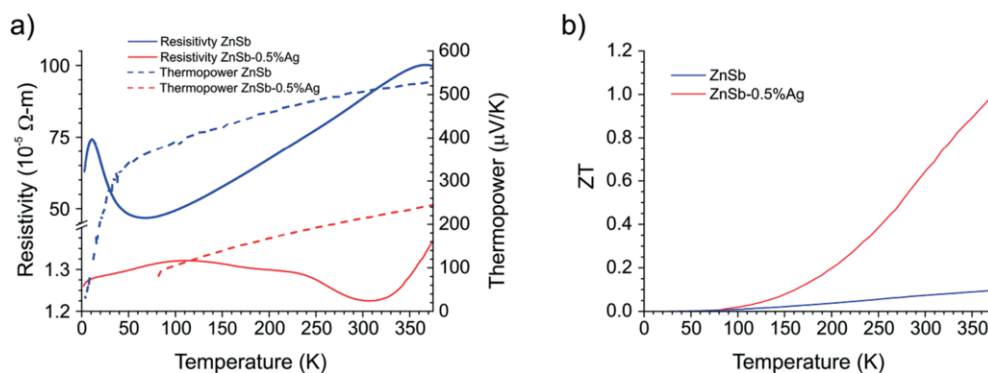 a)
Resisitivty ZnSb
Resistivity ZnSb-0.5%Ag
Thermopower ZnSb
Thermopower ZnSb-0.5%Ag
Resistivity (10⁻⁵ Ω-m)
100
75
50
1.3
1.2
0 50 100 150 200 250 300 350
Temperature (K)
600
500
400
300
200
100
0
Thermopower (μV/K)
b)
ZnSb
ZnSb-0.5%Ag
ZT
1.2
1.0
0.8
0.6
0.4
0.2
0.0
0 50 100 150 200 250 300 350
Temperature (K)